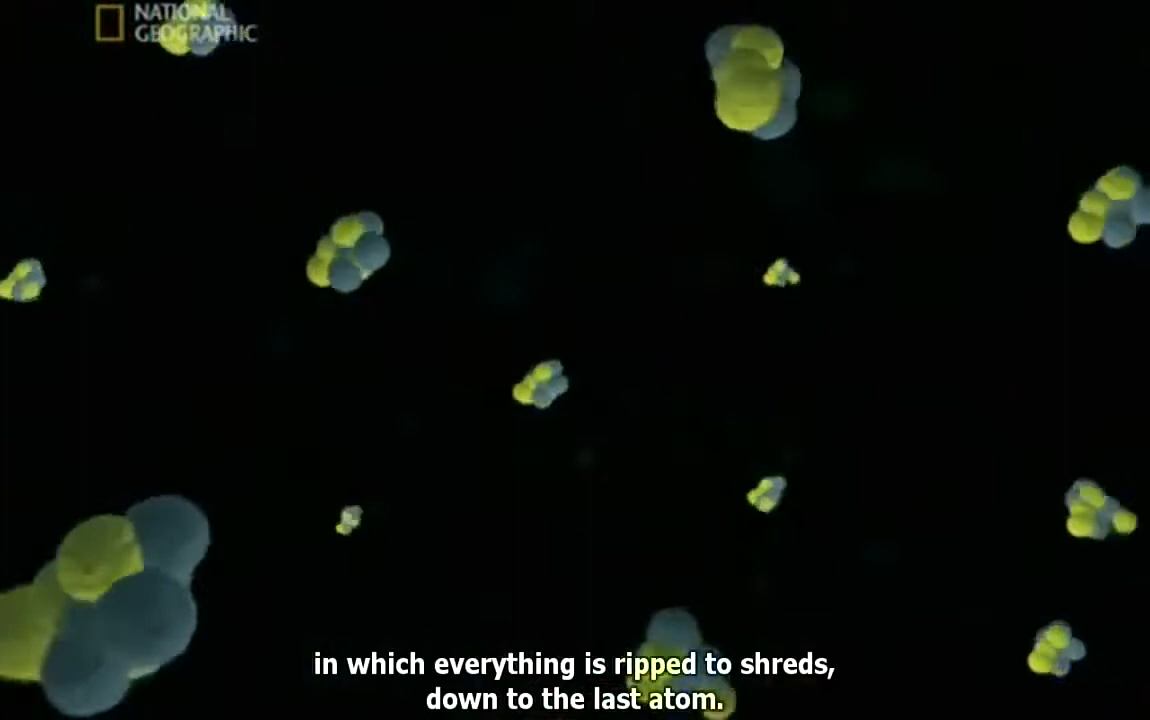 NATIONAL
GEOGRAPHIC
in which everything is ripped to shreds,
down to the last atom.